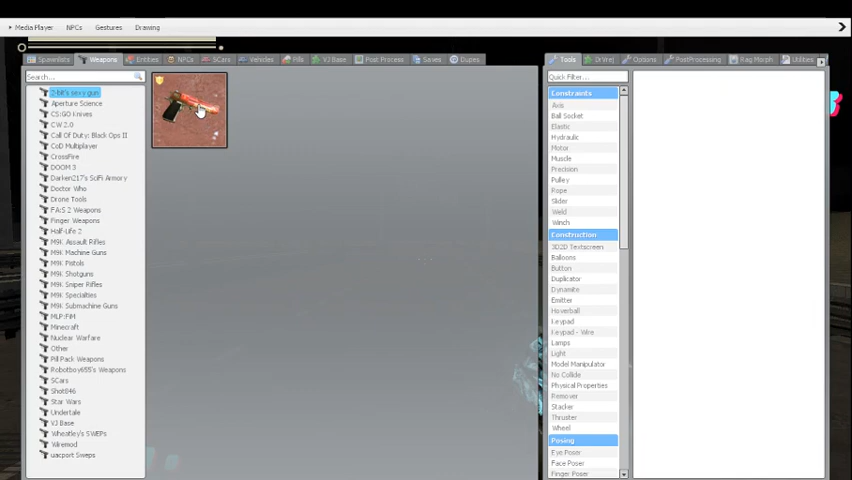 Media Player NPCs Gestures Drawing
Spawnlists Weapons Entities NPCs SCars Vehicles Pills VJ Base Post Process Saves Dupes
Tools DrVrej Options PostProcessing Rag Morph Utilities
Search...
2-bit's sexy gun
Aperture Science
CS:GO Knives
CW 2.0
Call Of Duty: Black Ops II
CoD Multiplayer
CrossFire
DOOM 3
Darken217's SciFi Armory
Doctor Who
Drone Tools
FA:S 2 Weapons
Finger Weapons
Half-Life 2
M9K Assault Rifles
M9K Machine Guns
M9K Pistols
M9K Shotguns
M9K Sniper Rifles
M9K Specialties
M9K Submachine Guns
MLP:FiM
Minecraft
Nuclear Warfare
Other
Pill Pack Weapons
Robotboy655's Weapons
SCars
Shot846
Star Wars
Undertale
VJ Base
Wheatley's SWEPs
Wiremod
uacport Sweps
Quick Filter...
Constraints
Axis
Ball Socket
Elastic
Hydraulic
Motor
Muscle
Precision
Pulley
Rope
Slider
Weld
Winch
Construction
3D2D Textscreen
Balloons
Button
Duplicator
Dynamite
Emitter
Hoverball
Keypad
Keypad - Wire
Lamps
Light
Model Manipulator
No Collide
Physical Properties
Remover
Stacker
Thruster
Wheel
Posing
Eye Poser
Face Poser
Finger Poser